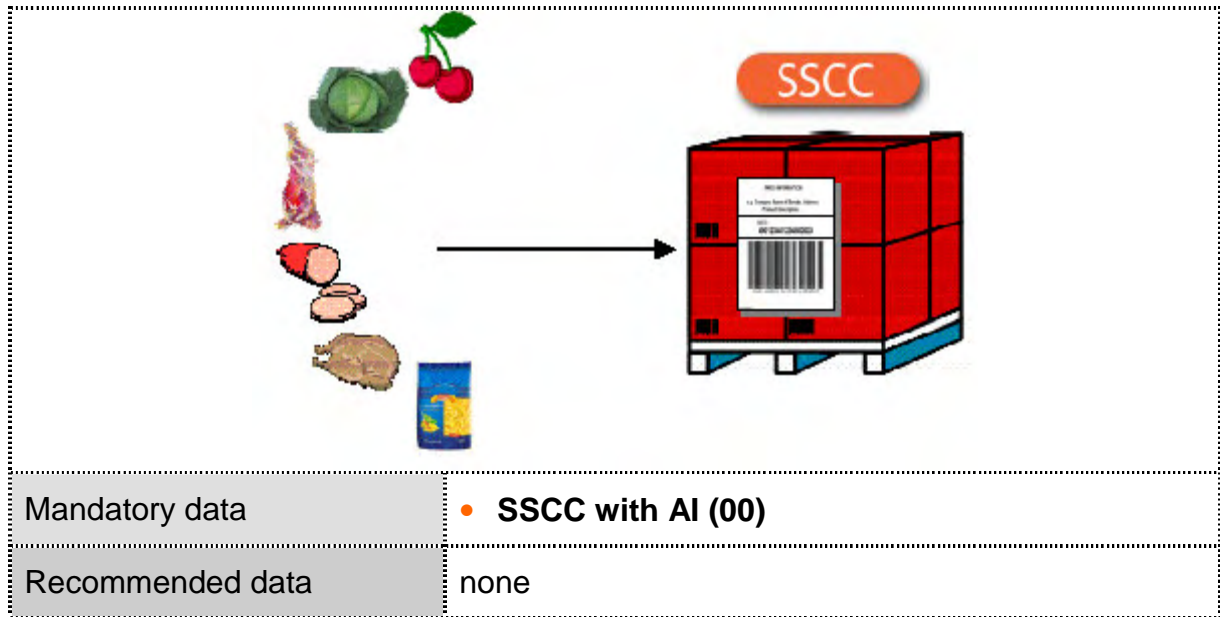 SSCC
Mandatory data
• SSCC with AI (00)
Recommended data
none